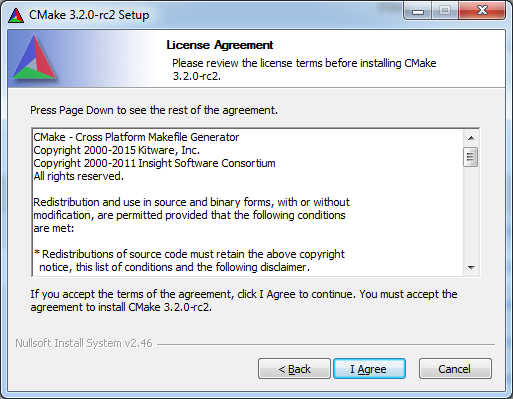 CMake 3.2.0-rc2 Setup
License Agreement
Please review the license terms before installing CMake
3.2.0-rc2.
Press Page Down to see the rest of the agreement.
CMake - Cross Platform Makefile Generator
Copyright 2000-2015 Kitware, Inc.
Copyright 2000-2011 Insight Software Consortium
All rights reserved.
Redistribution and use in source and binary forms, with or without
modification, are permitted provided that the following conditions
are met:
* Redistributions of source code must retain the above copyright
notice, this list of conditions and the following disclaimer.
If you accept the terms of the agreement, click I Agree to continue. You must accept the
agreement to install CMake 3.2.0-rc2.
Nullsoft Install System v2.46
< Back
I Agree
Cancel